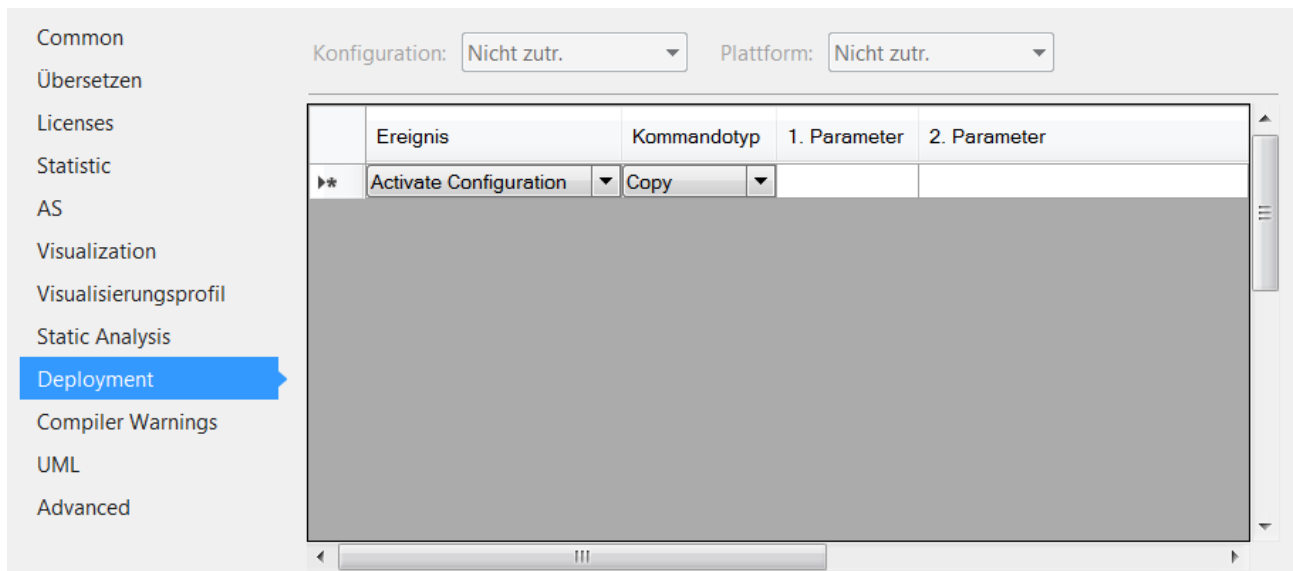 Common
Übersetzen
Licenses
Statistic
AS
Visualization
Visualisierungsprofil
Static Analysis
Deployment
Compiler Warnings
UML
Advanced
Konfiguration: Nicht zutr. Plattform: Nicht zutr.
Ereignis Kommandotyp 1. Parameter 2. Parameter
Activate Configuration Copy